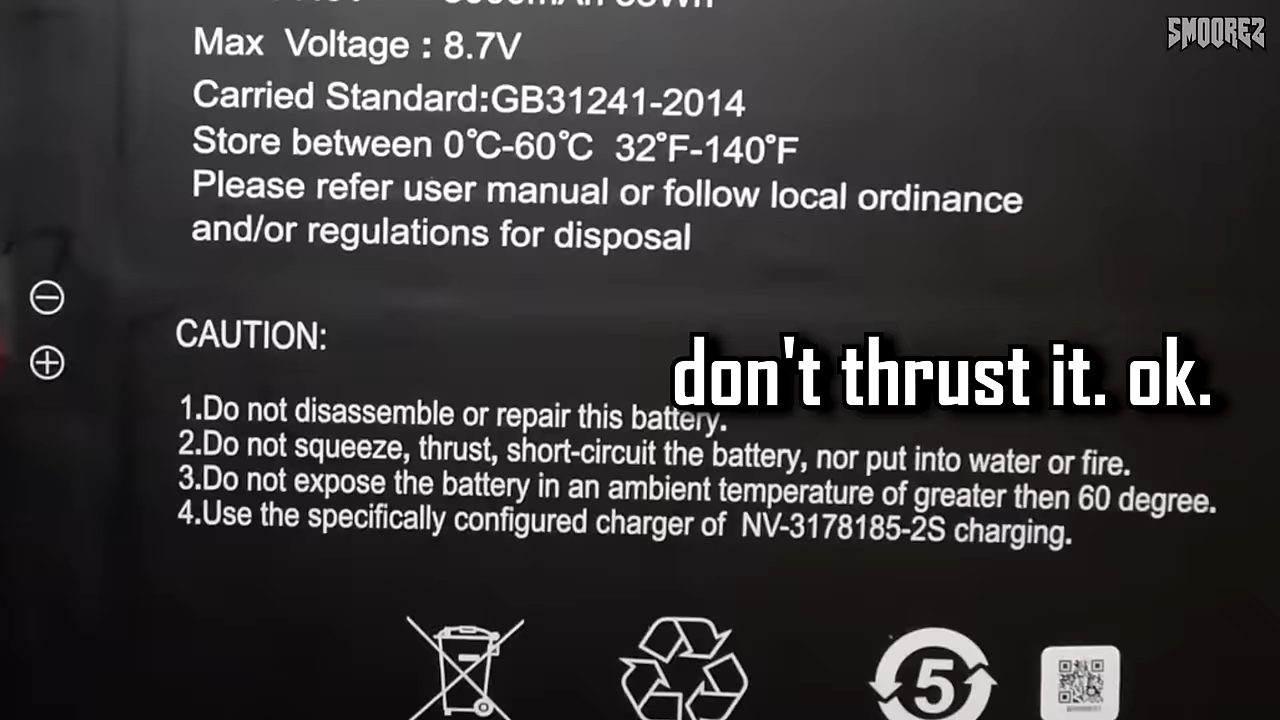 SMOOREZ
Max Voltage : 8.7V
Carried Standard:GB31241-2014
Store between 0℃-60℃ 32°F-140°F
Please refer user manual or follow local ordinance
and/or regulations for disposal
CAUTION:
don't thrust it. ok.
1.Do not disassemble or repair this battery.
2.Do not squeeze, thrust, short-circuit the battery, nor put into water or fire.
3.Do not expose the battery in an ambient temperature of greater then 60 degree.
4.Use the specifically configured charger of NV-3178185-2S charging.
5